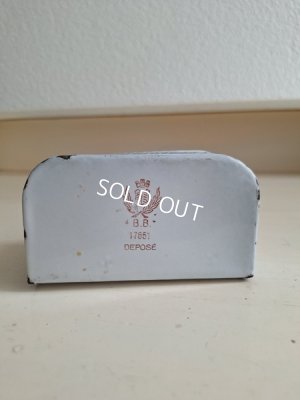 SOLD OUT
B.B.
17651
DEPOSÉ